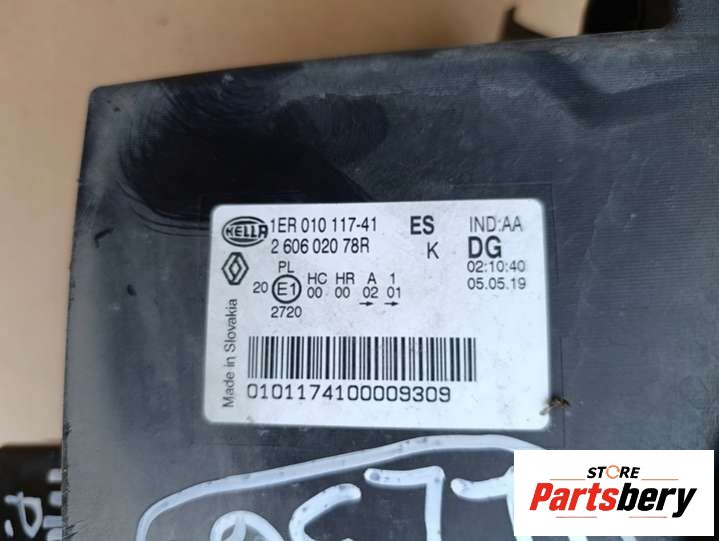 HELLA 1ER 010 117-41 ES IND:AA
2 606 020 78R K DG
02:10:40
05.05.19
PL HC HR A 1
20 E1 00 00 02 01
2720
Made in Slovakia
0101174100009309
STORE
Partsbery